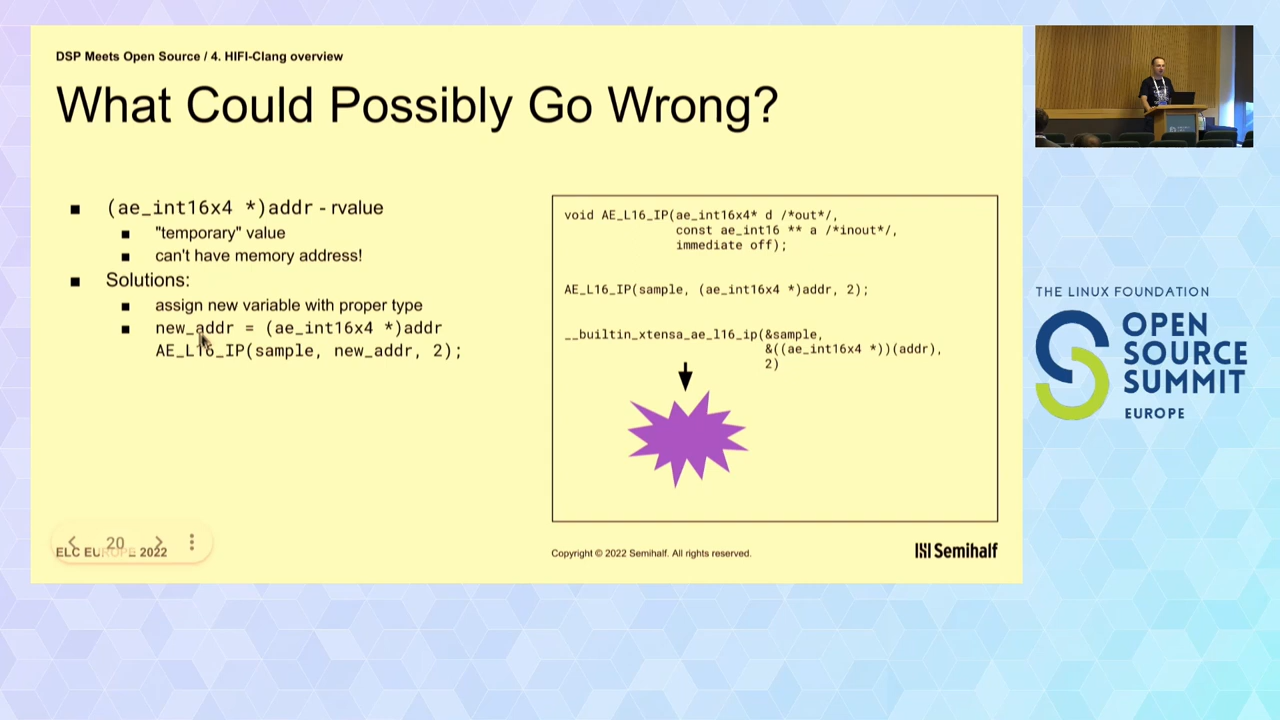 DSP Meets Open Source / 4. HIFI-Clang overview
What Could Possibly Go Wrong?
(ae_int16x4 *)addr - rvalue
"temporary" value
can't have memory address!
Solutions:
assign new variable with proper type
new_addr = (ae_int16x4 *)addr
AE_L16_IP(sample, new_addr, 2);
void AE_L16_IP(ae_int16x4* d /*out*/,
const ae_int16 ** a /*inout*/,
immediate off);
AE_L16_IP(sample, (ae_int16x4 *)addr, 2);
__builtin_xtensa_ae_l16_ip(&sample,
&((ae_int16x4 *))(addr),
2)
20
ELC EUROPE 2022
Copyright © 2022 Semihalf. All rights reserved.
Semihalf
THE LINUX FOUNDATION
OPEN
SOURCE
SUMMIT
EUROPE